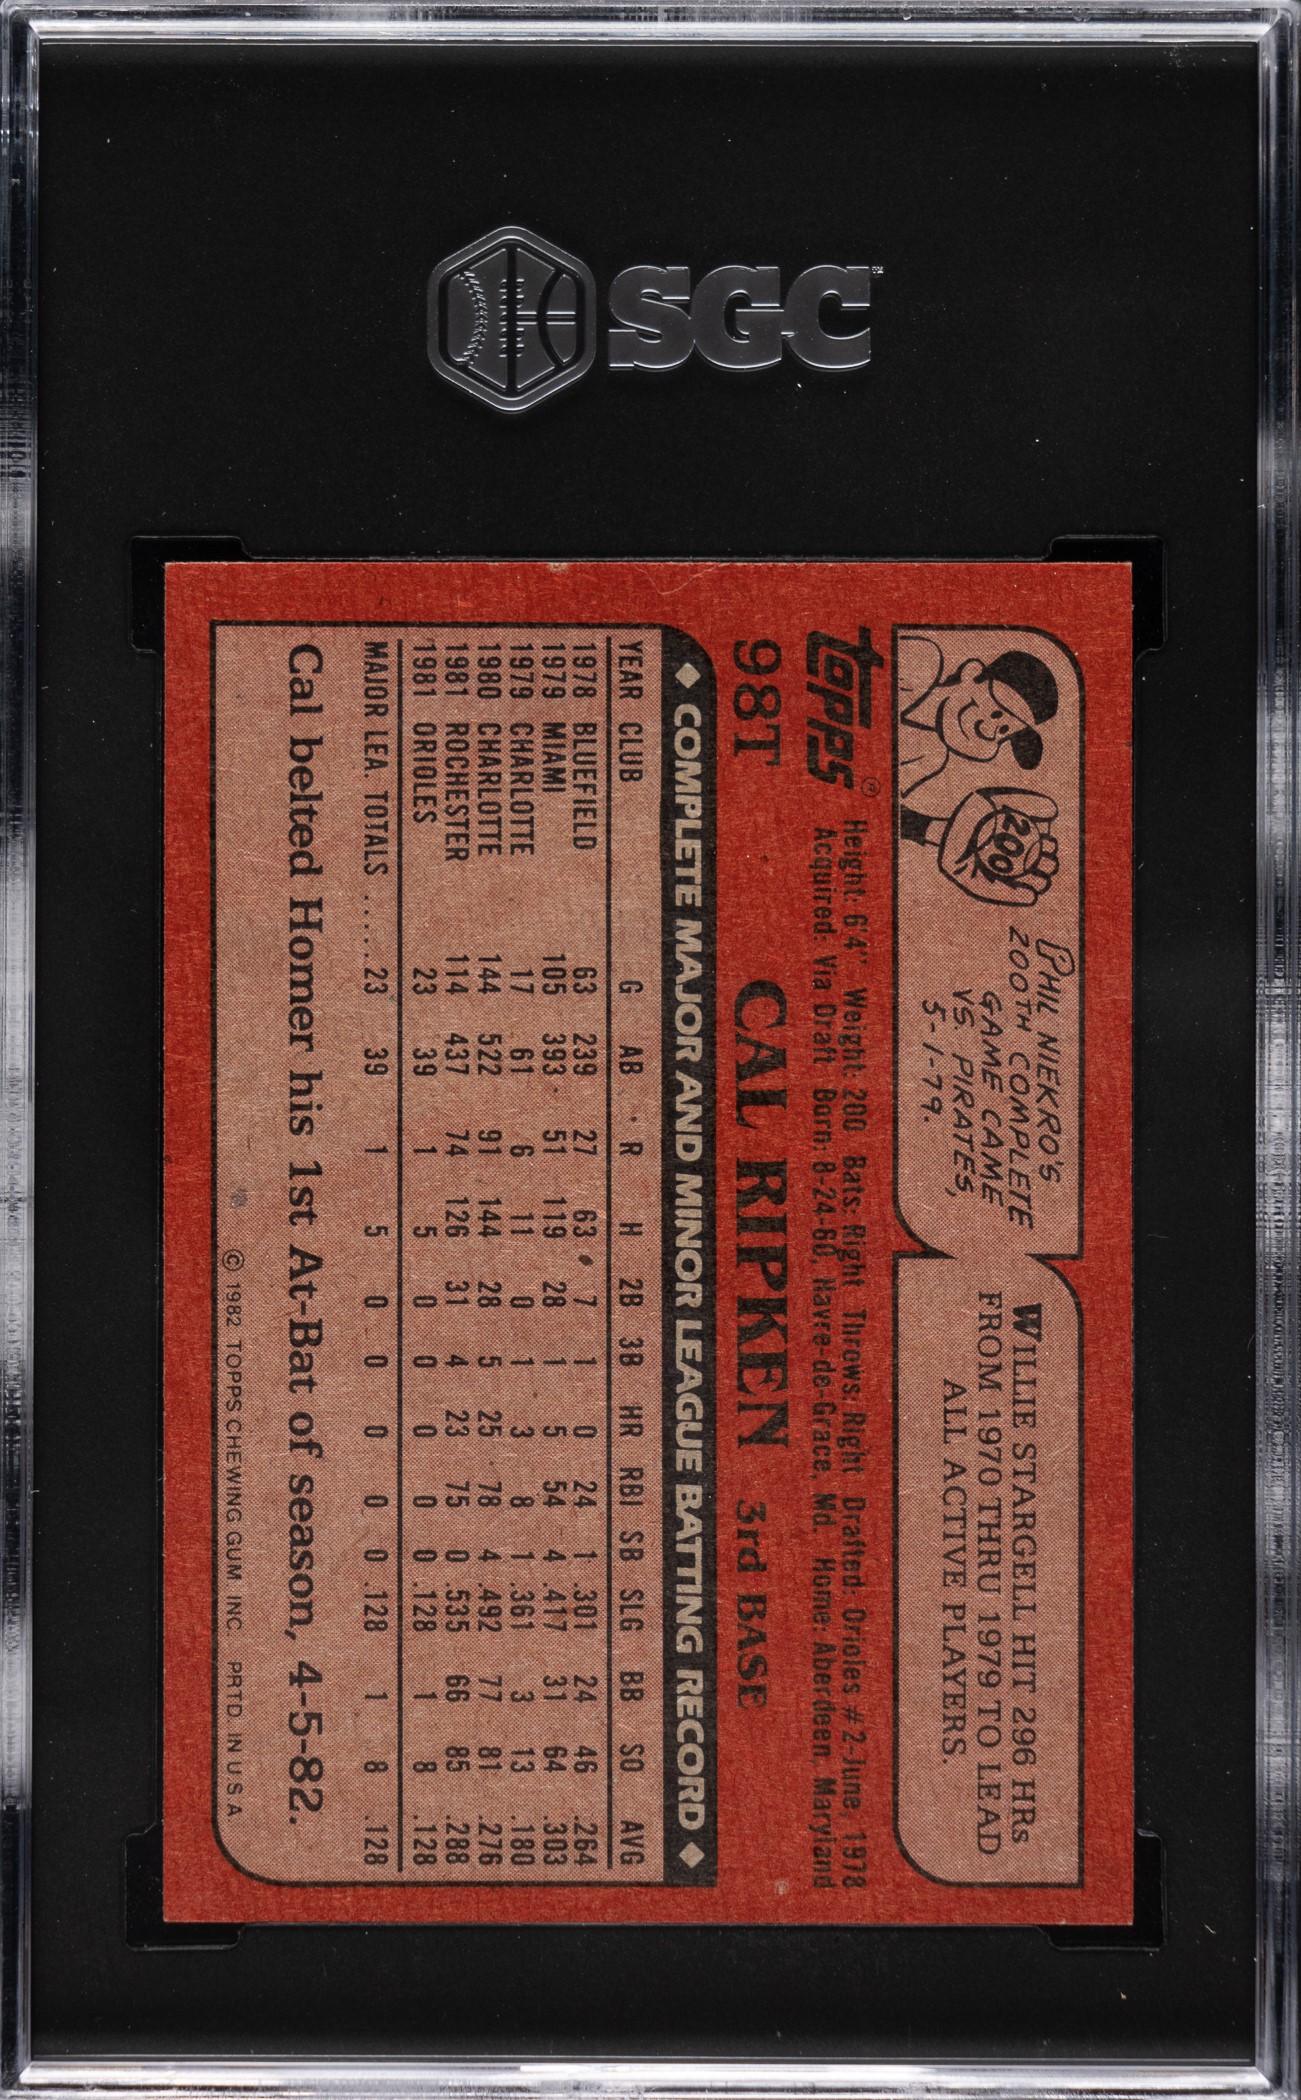 SGC™
PHIL NIEKRO'S
200TH COMPLETE
GAME CAME
VS. PIRATES,
5-1-79.
200
WILLIE STARGELL HIT 296 HRs
FROM 1970 THRU 1979 TO LEAD
ALL ACTIVE PLAYERS.
topps®
Height: 6'4" Weight: 200 Bats: Right Throws: Right Drafted: Orioles #2-June, 1978
Acquired: Via Draft Born: 8-24-60, Havre-de-Grace, Md. Home: Aberdeen, Maryland
98T CAL RIPKEN 3rd BASE
◆ COMPLETE MAJOR AND MINOR LEAGUE BATTING RECORD ◆
YEAR CLUB G AB R H 2B 3B HR RBI SB SLG BB SO AVG
1978 BLUEFIELD 63 239 27 63 7 1 0 24 1 .301 24 46 .264
1979 MIAMI 105 393 51 119 28 1 5 54 4 .417 31 64 .303
1979 CHARLOTTE 17 61 6 11 0 1 3 8 1 .361 3 13 .180
1980 CHARLOTTE 144 522 91 144 28 5 25 78 4 .492 77 81 .276
1981 ROCHESTER 114 437 74 126 31 4 23 75 0 .535 66 85 .288
1981 ORIOLES 23 39 1 5 0 0 0 0 0 .128 1 8 .128
MAJOR LEA. TOTALS ..... 23 39 1 5 0 0 0 0 0 .128 1 8 .128
Cal belted Homer his 1st At-Bat of season, 4-5-82.
© 1982 TOPPS CHEWING GUM. INC. PRTD. IN U.S.A.